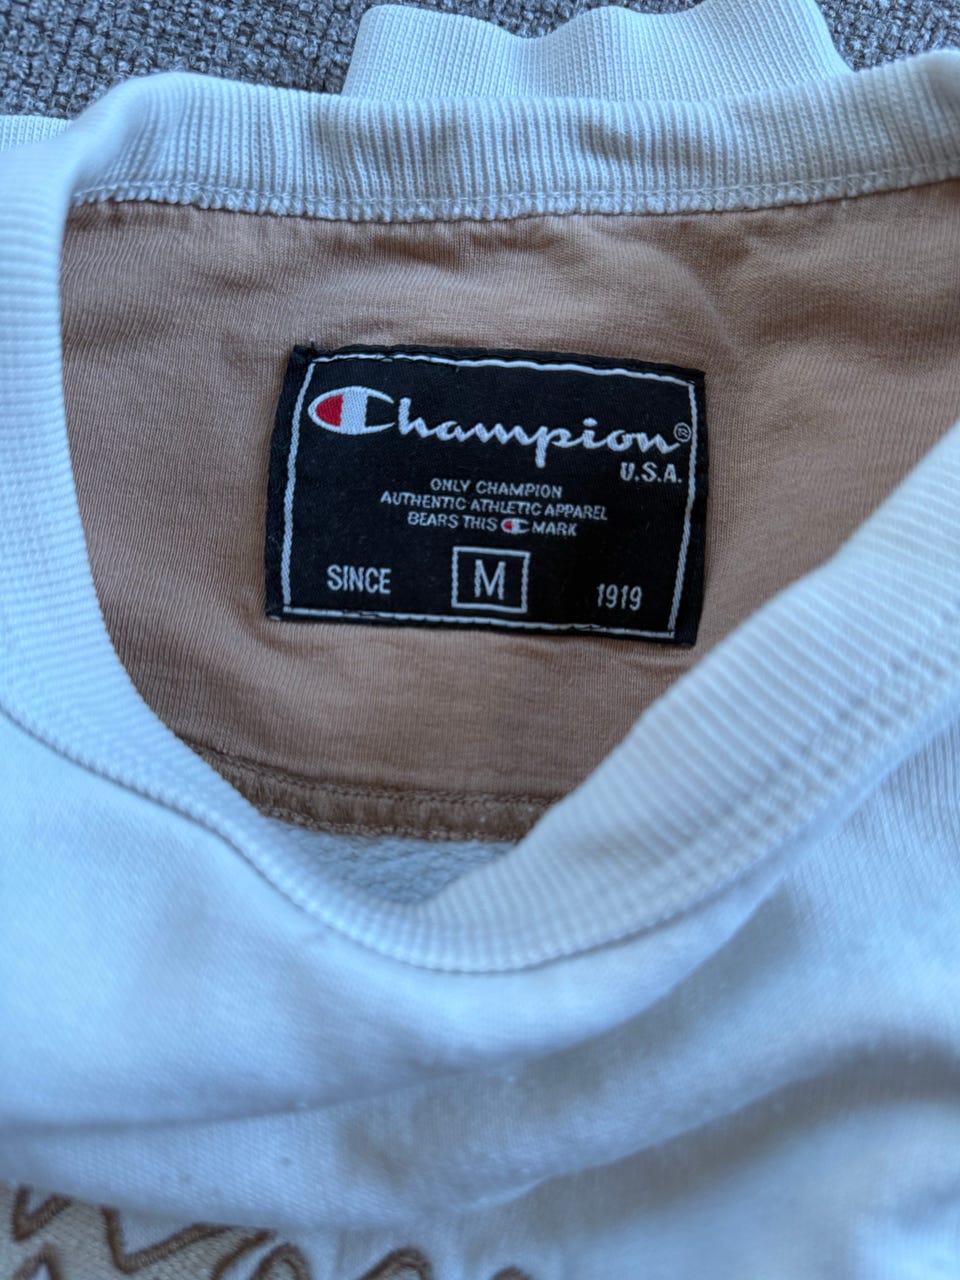 Champion®
U.S.A.
ONLY CHAMPION
AUTHENTIC ATHLETIC APPAREL
BEARS THIS MARK
SINCE M 1919